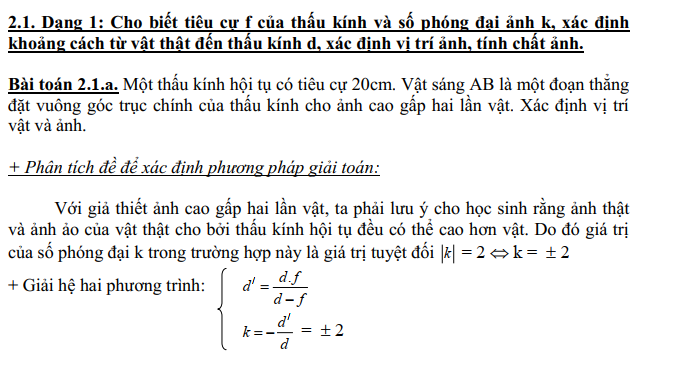 2.1. Dạng 1: Cho biết tiêu cự f của thấu kính và số phóng đại ảnh k, xác định
khoảng cách từ vật thật đến thấu kính d, xác định vị trí ảnh, tính chất ảnh.
Bài toán 2.1.a. Một thấu kính hội tụ có tiêu cự 20cm. Vật sáng AB là một đoạn thẳng
đặt vuông góc trục chính của thấu kính cho ảnh cao gấp hai lần vật. Xác định vị trí
vật và ảnh.
+ Phân tích đề để xác định phương pháp giải toán:
Với giả thiết ảnh cao gấp hai lần vật, ta phải lưu ý cho học sinh rằng ảnh thật
và ảnh ảo của vật thật cho bởi thấu kính hội tụ đều có thể cao hơn vật. Do đó giá trị
của số phóng đại k trong trường hợp này là giá trị tuyệt đối |k| = 2 ⇔ k = ± 2
+ Giải hệ hai phương trình: { d' = d.f / (d − f)
k = − d' / d = ± 2